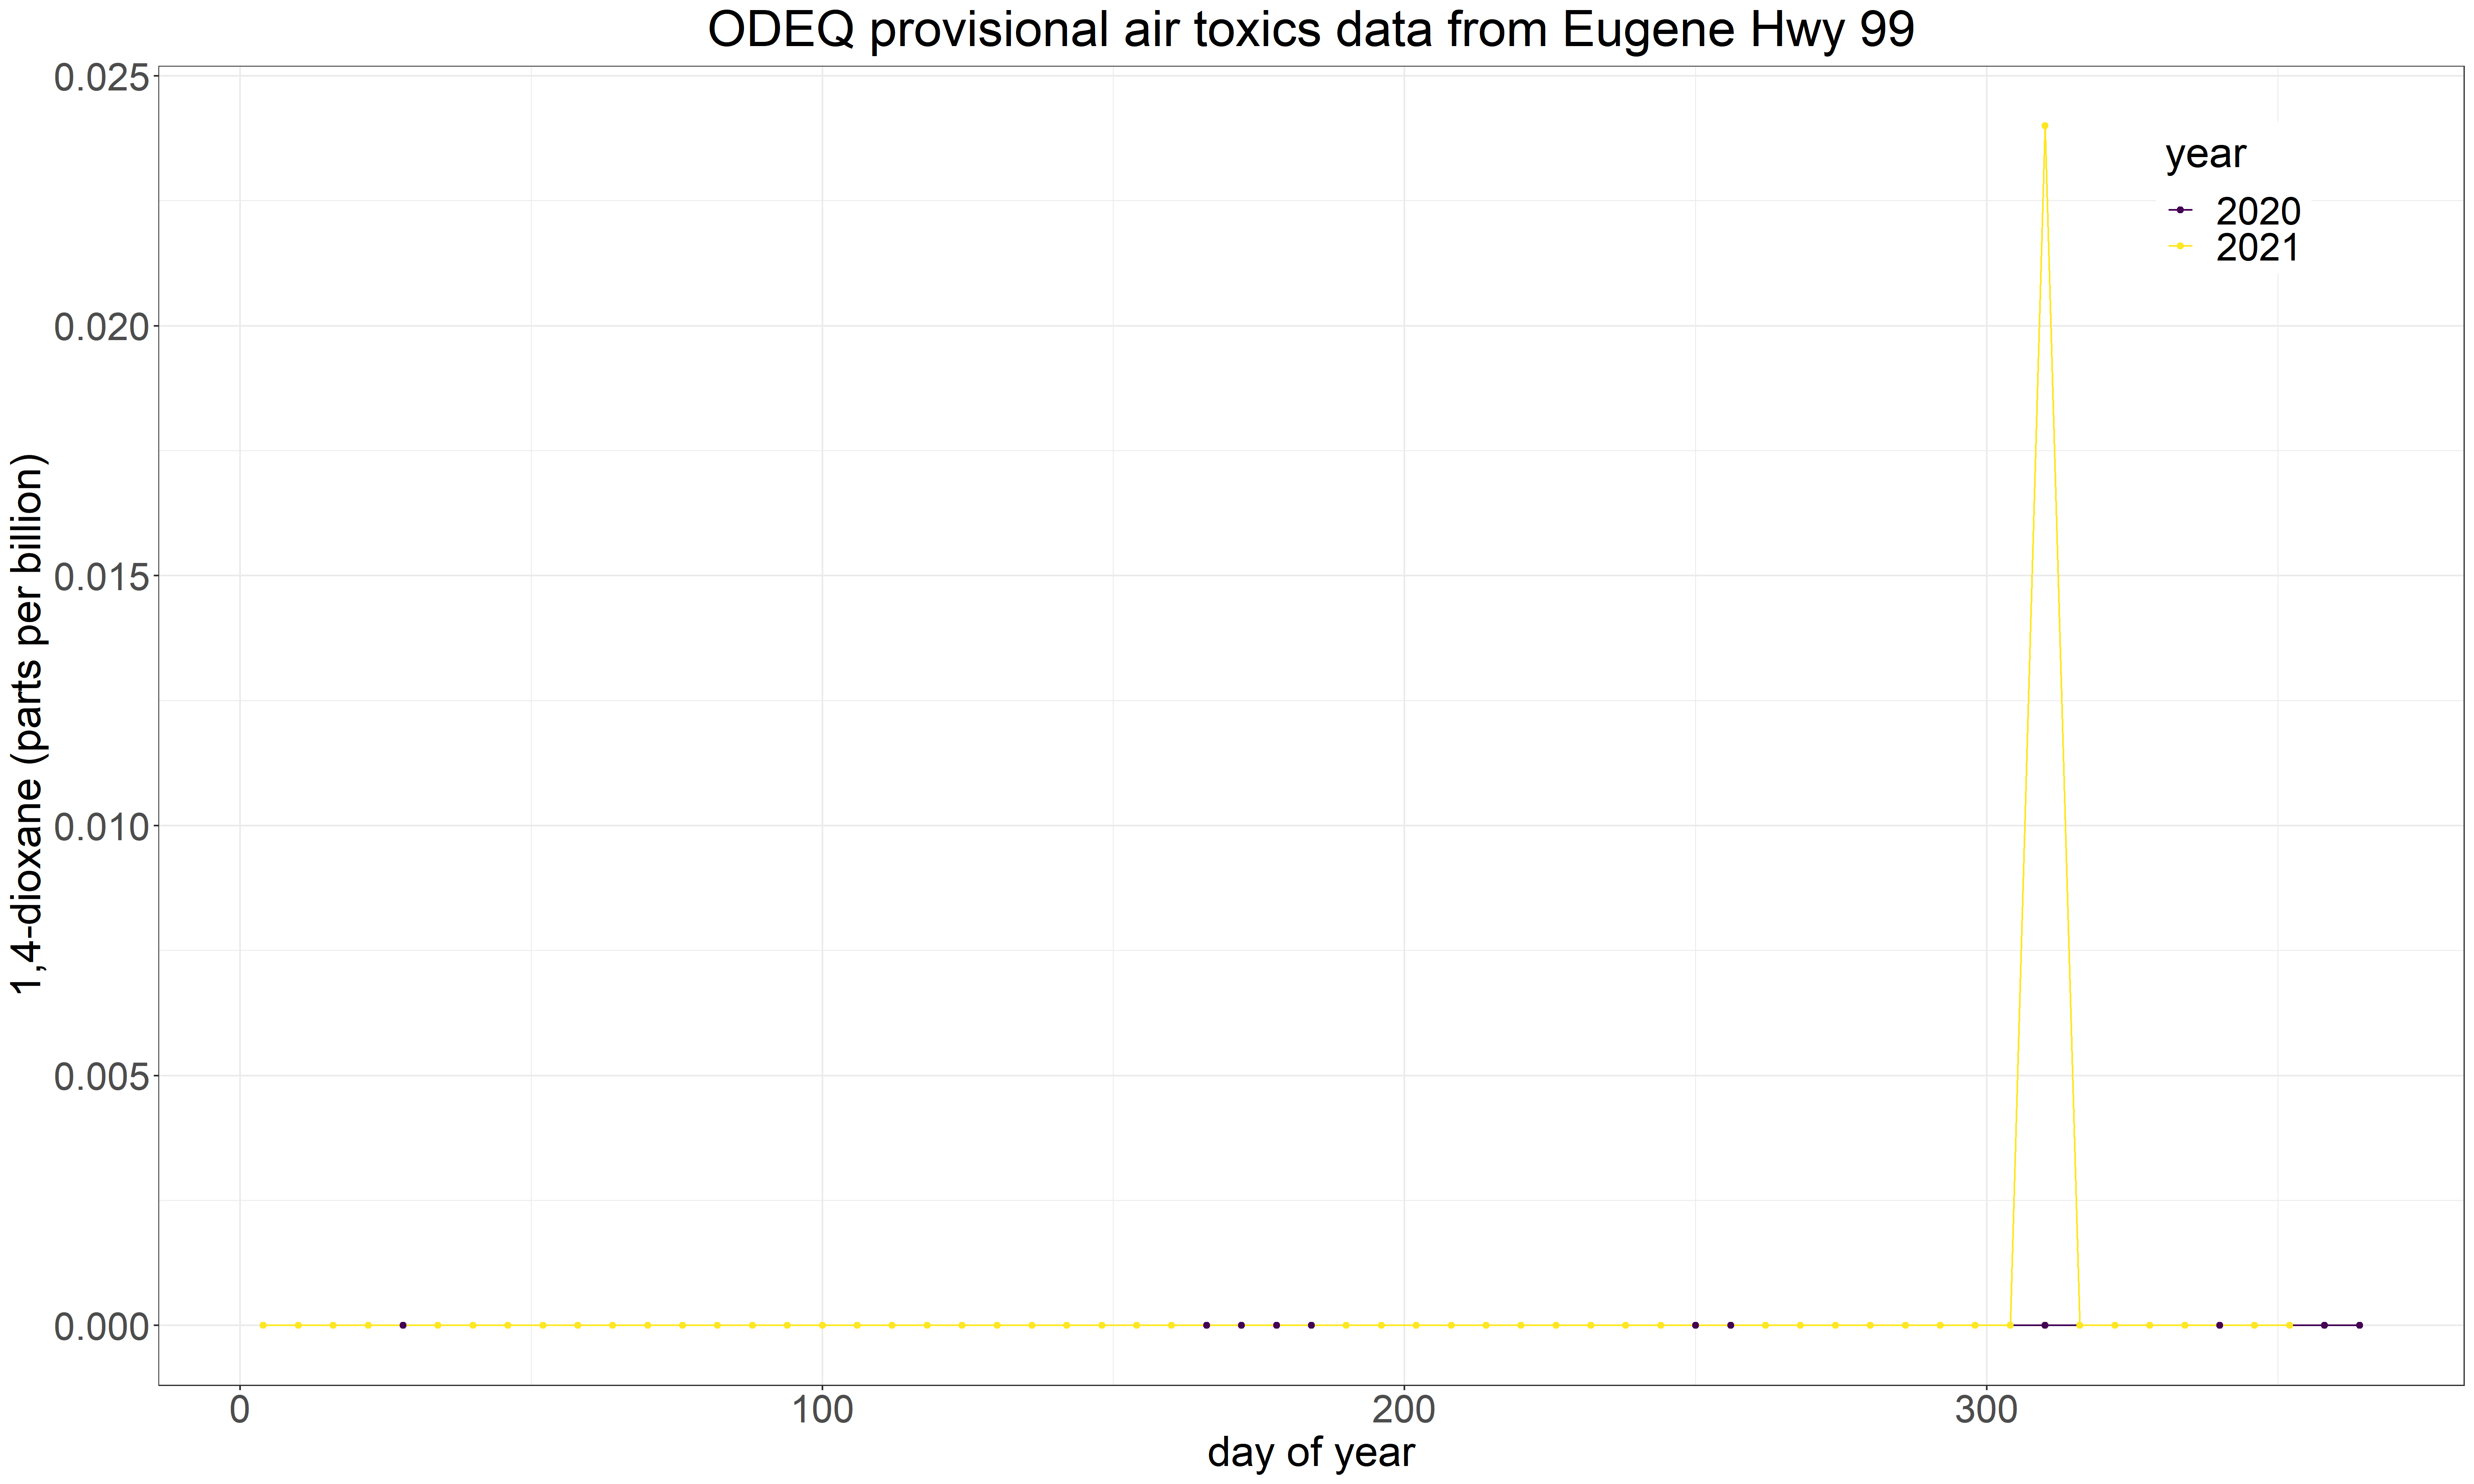 ODEQ provisional air toxics data from Eugene Hwy 99
0.025
0.020
0.015
0.010
0.005
0.000
1,4-dioxane (parts per billion)
year
2020
2021
0 100 200 300
day of year